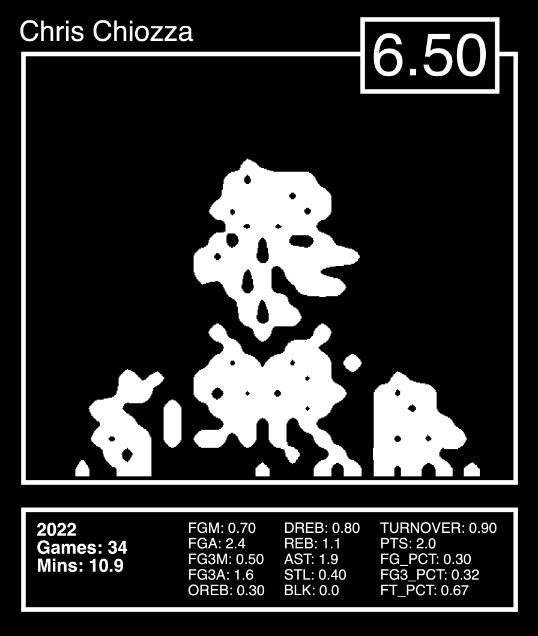 Chris Chiozza
6.50
2022
Games: 34
Mins: 10.9
FGM: 0.70
FGA: 2.4
FG3M: 0.50
FG3A: 1.6
OREB: 0.30
DREB: 0.80
REB: 1.1
AST: 1.9
STL: 0.40
BLK: 0.0
TURNOVER: 0.90
PTS: 2.0
FG_PCT: 0.30
FG3_PCT: 0.32
FT_PCT: 0.67